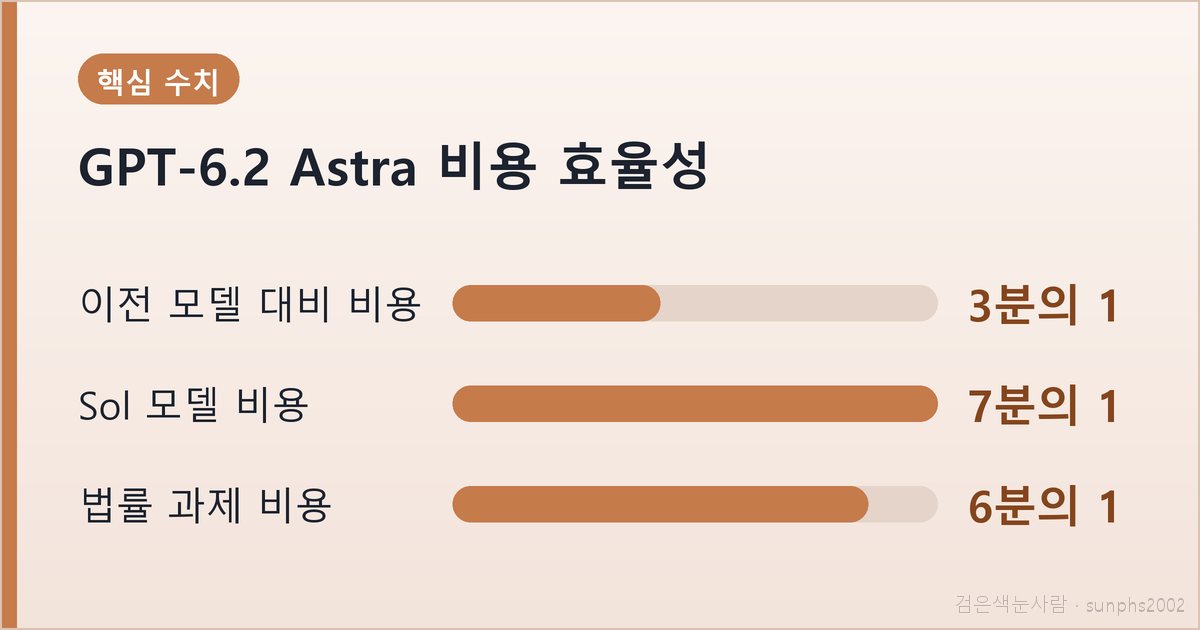 핵심 수치
GPT-6.2 Astra 비용 효율성
이전 모델 대비 비용 3분의 1
Sol 모델 비용 7분의 1
법률 과제 비용 6분의 1
검은색눈사람 · sunphs2002